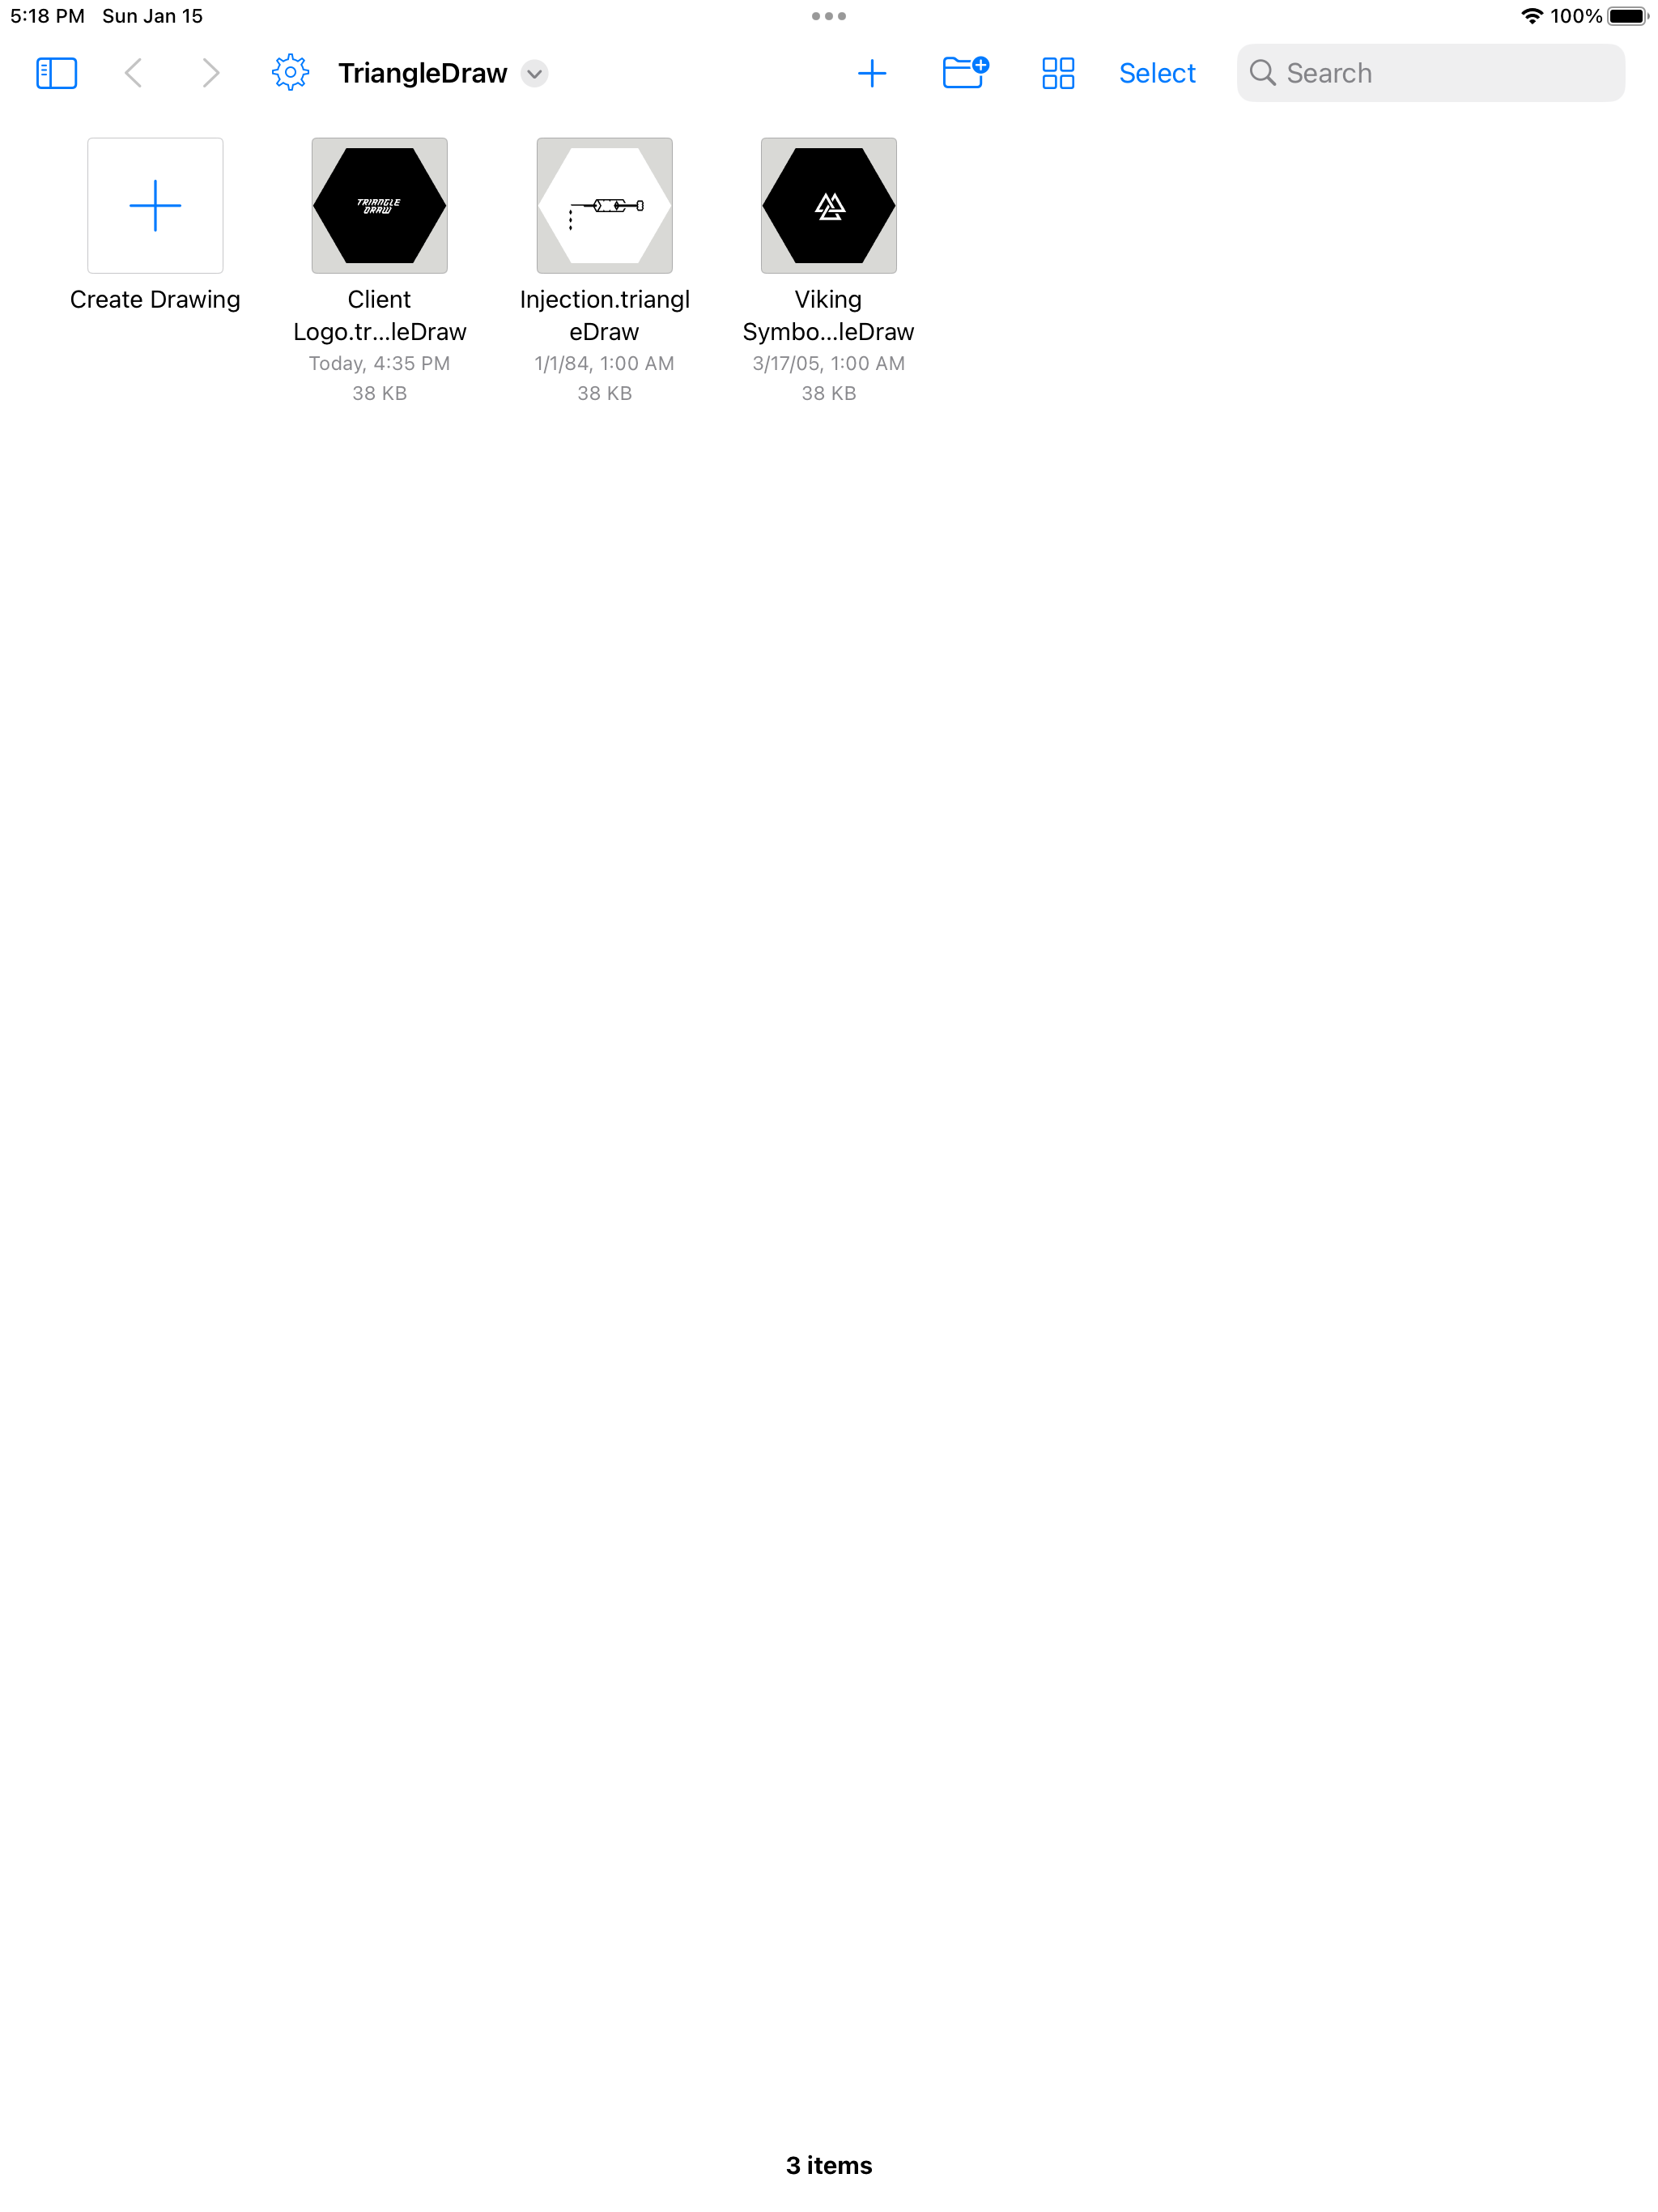 5:18 PM Sun Jan 15
100%
TriangleDraw
Select
Search
TRIANGLE
DRAW
Create Drawing
Client
Logo.tr...leDraw
Today, 4:35 PM
38 KB
Injection.triangl
eDraw
1/1/84, 1:00 AM
38 KB
Viking
Symbo...leDraw
3/17/05, 1:00 AM
38 KB
3 items